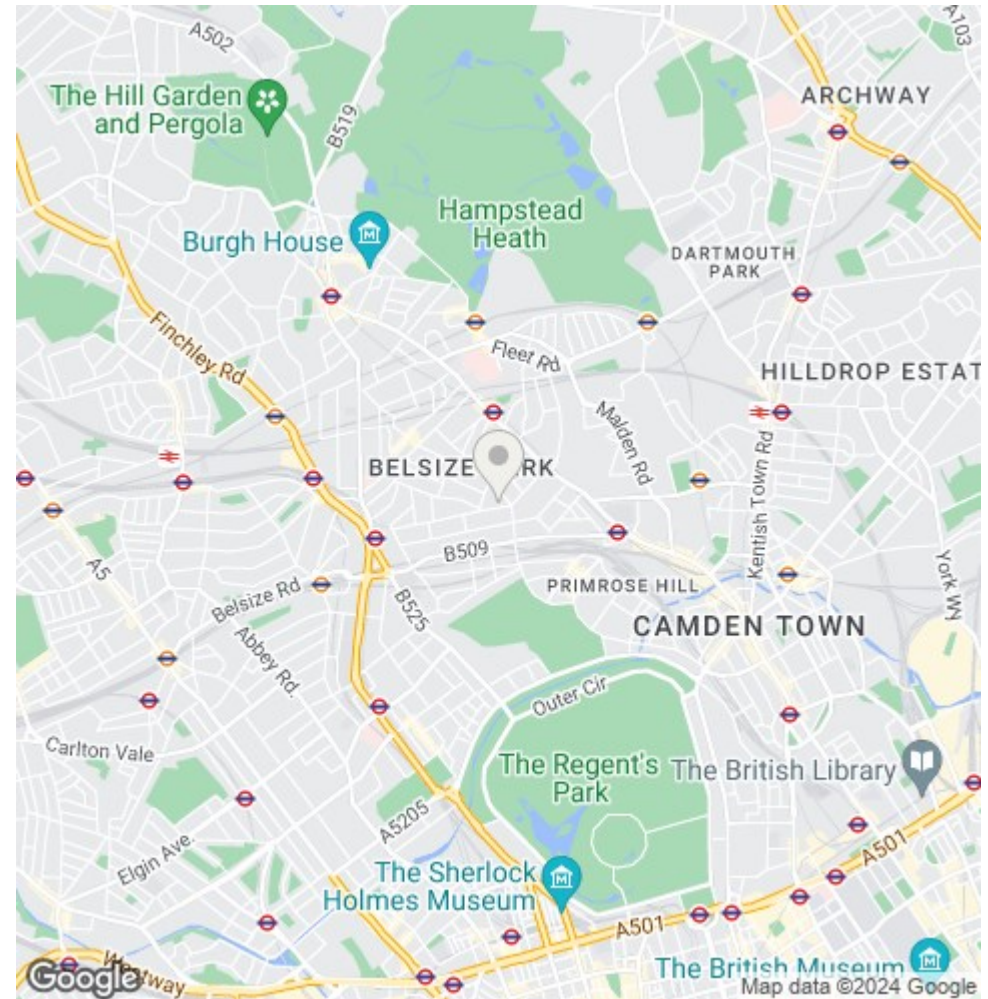 A502
A103
The Hill Garden
and Pergola
B519
ARCHWAY
Hampstead
Heath
Burgh House
DARTMOUTH
PARK
Finchley Rd
Fleet Rd
HILLDROP ESTAT
Malden Rd
BELSIZE RK
Kentish Town Rd
B509
A5
York Wy
PRIMROSE HILL
Belsize Rd
B525
CAMDEN TOWN
Abbey Rd.
Outer Cir
Carlton Vale
The Regent's
Park
The British Library
A5205
Elgin Ave.
A501
The Sherlock
Holmes Museum
A501
Westway
The British Museum
Google
Map data ©2024 Google